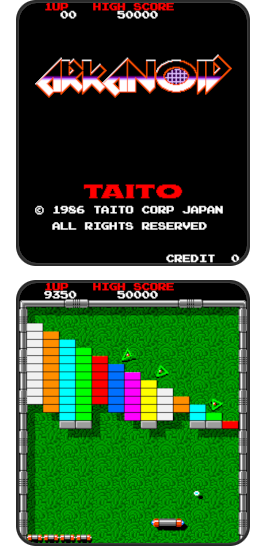 1UP HIGH SCORE
00 50000
ARKANOID
TAITO
© 1986 TAITO CORP JAPAN
ALL RIGHTS RESERVED
CREDIT 0
1UP HIGH SCORE
9350 50000